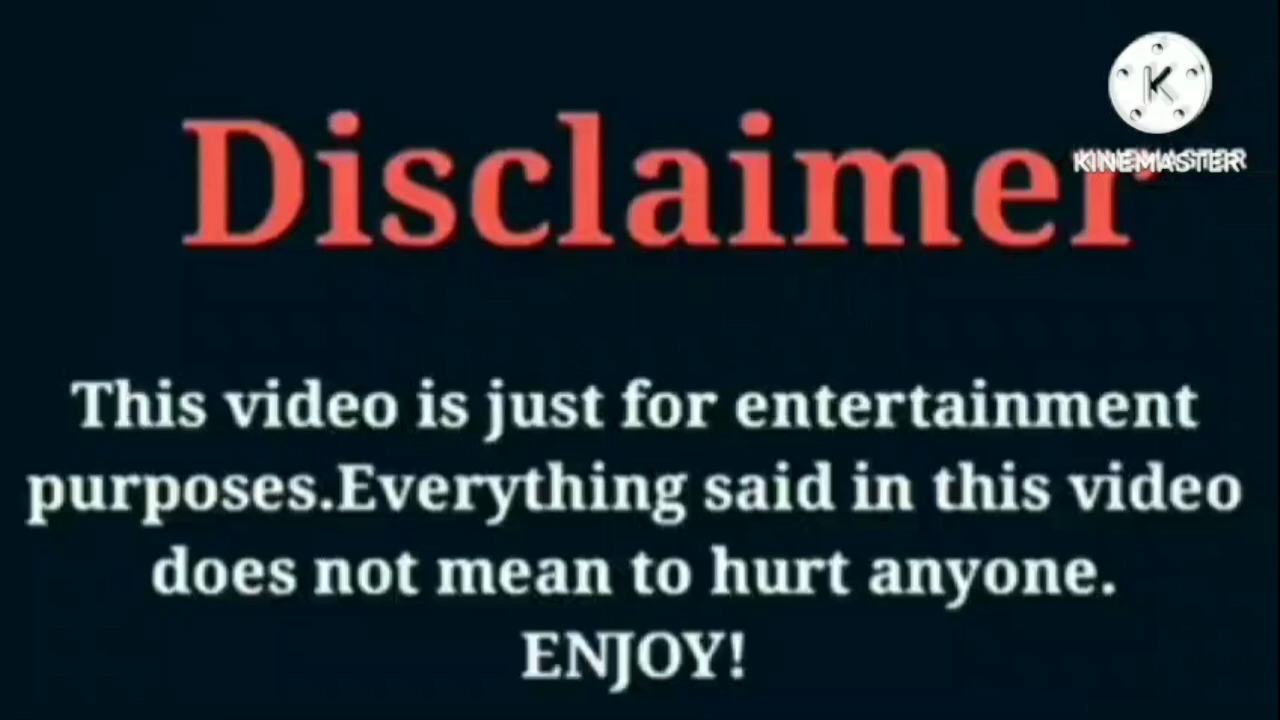 K
KINEMASTER
Disclaimer
This video is just for entertainment
purposes.Everything said in this video
does not mean to hurt anyone.
ENJOY!